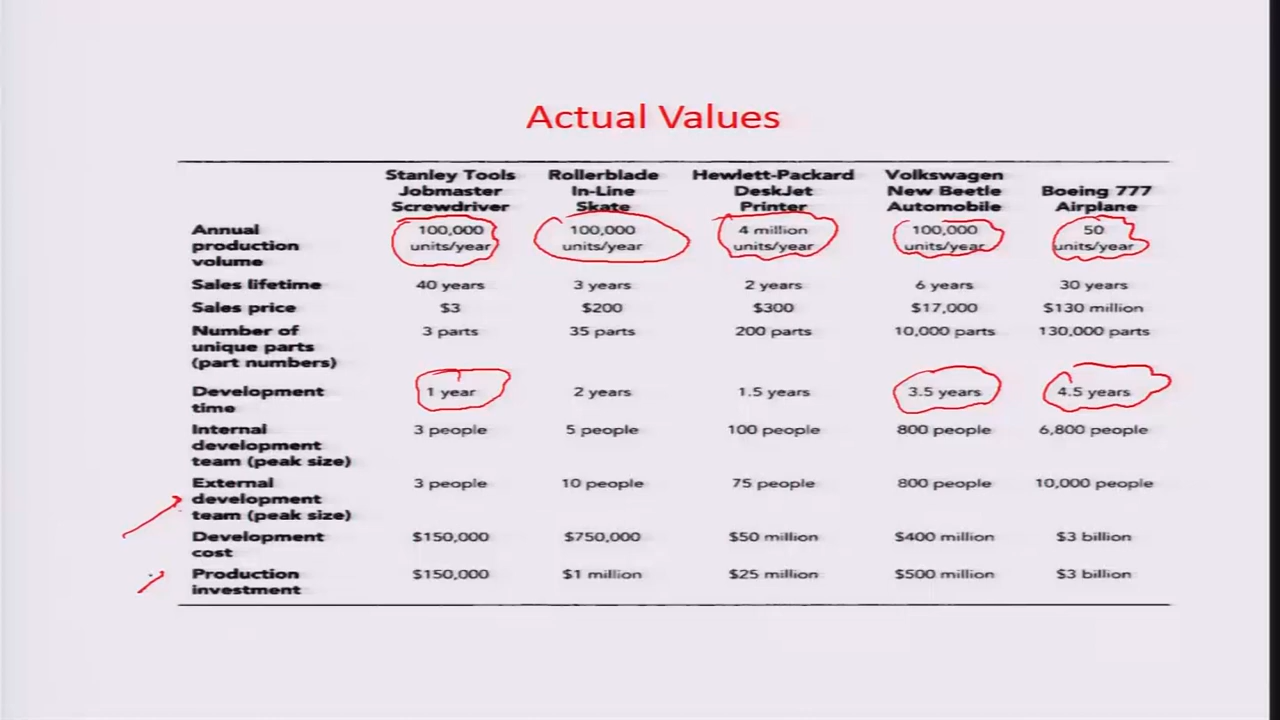 Actual Values
Stanley Tools Rollerblade Hewlett-Packard Volkswagen
Jobmaster In-Line DeskJet New Beetle Boeing 777
Screwdriver Skate Printer Automobile Airplane
Annual 100,000 100,000 4 million 100,000 50
production units/year units/year units/year units/year units/year
volume
Sales lifetime 40 years 3 years 2 years 6 years 30 years
Sales price $3 $200 $300 $17,000 $130 million
Number of 3 parts 35 parts 200 parts 10,000 parts 130,000 parts
unique parts
(part numbers)
Development 1 year 2 years 1.5 years 3.5 years 4.5 years
time
Internal 3 people 5 people 100 people 800 people 6,800 people
development
team (peak size)
External 3 people 10 people 75 people 800 people 10,000 people
development
team (peak size)
Development $150,000 $750,000 $50 million $400 million $3 billion
cost
Production $150,000 $1 million $25 million $500 million $3 billion
investment